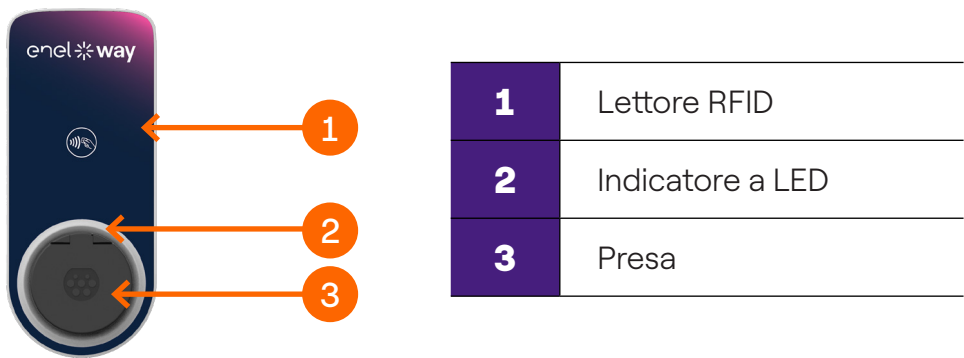 enel way
1
2
3
1 Lettore RFID
2 Indicatore a LED
3 Presa